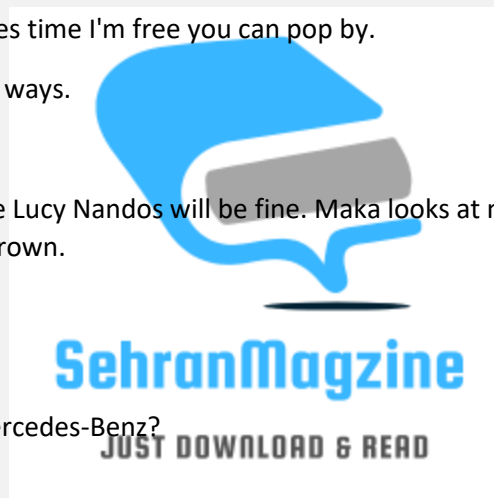 es time I'm free you can pop by.
ways.
e Lucy Nandos will be fine. Maka looks at
rown.
SehranMagzine
ercedes-Benz?
JUST DOWNLOAD & READ